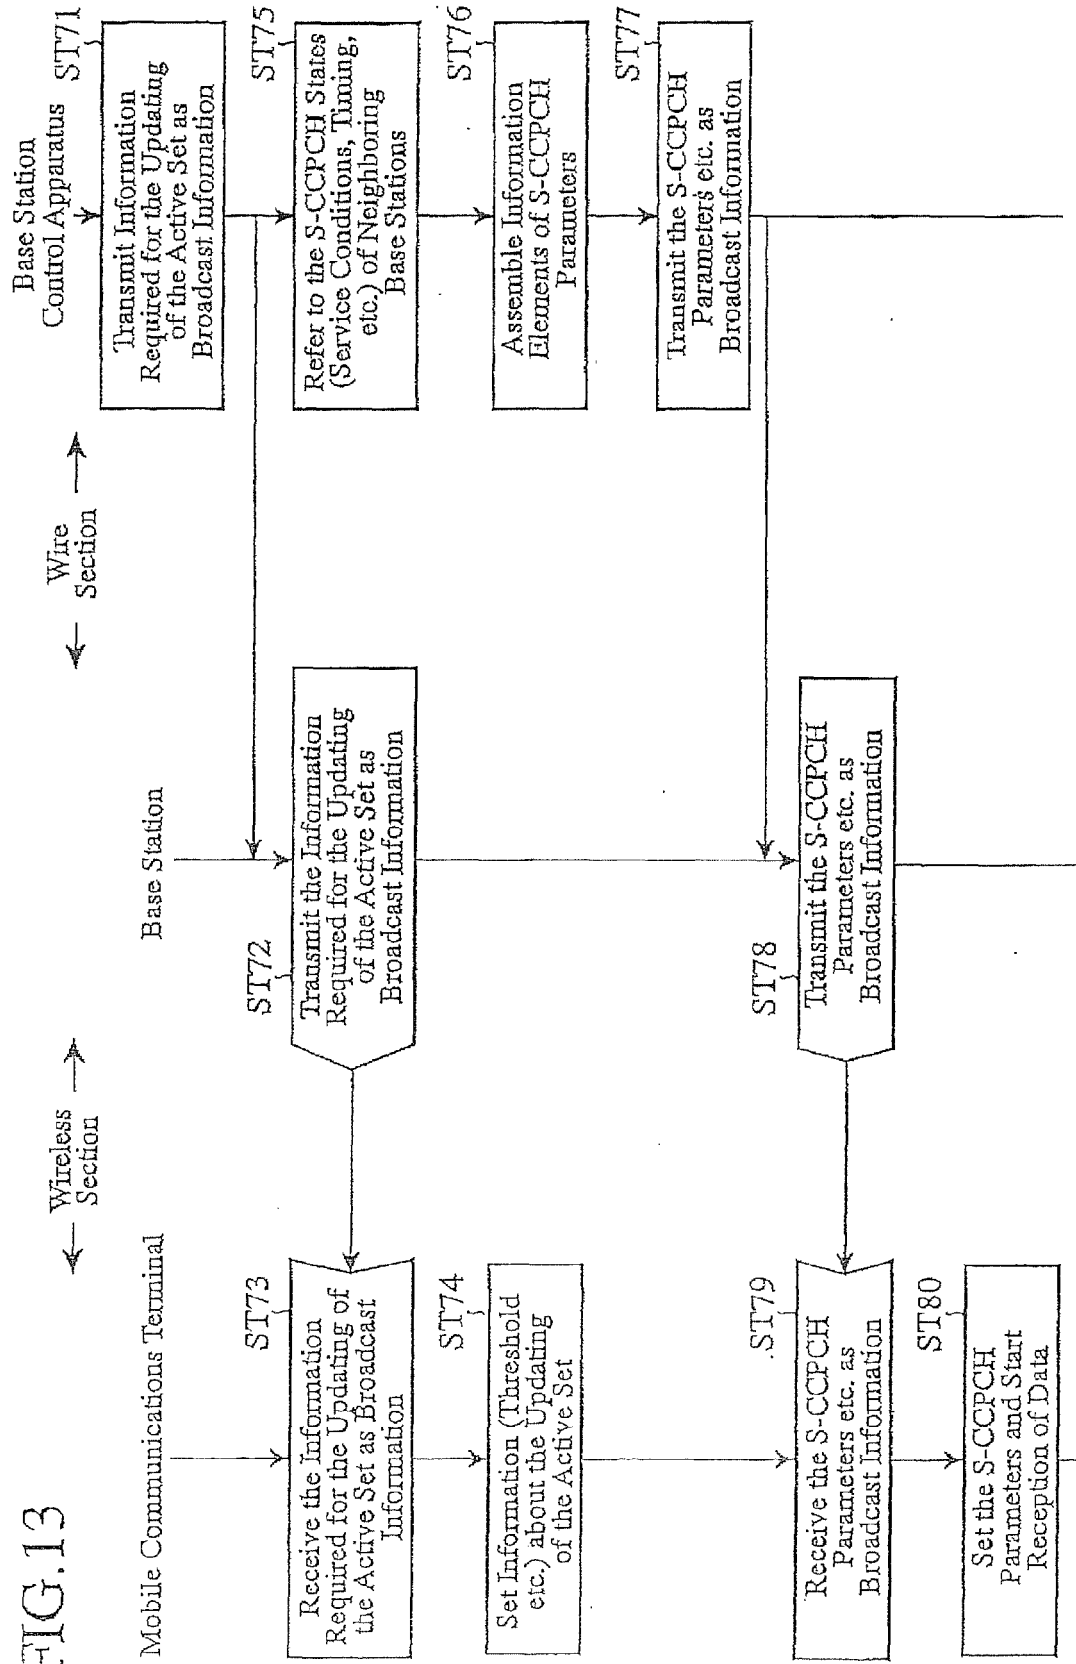 FIG.13
Wireless
Section
Wire
Section
Mobile Communications Terminal
Base Station
Base Station
Control Apparatus
ST71
Transmit Information
Required for the Updating
of the Active Set as
Broadcast Information
ST72
Transmit the Information
Required for the Updating
of the Active Set as
Broadcast Information
ST73
Receive the Information
Required for the Updating of
the Active Set as Broadcast
Information
ST74
Set Information (Threshold
etc.) about the Updating
of the Active Set
ST75
Refer to the S-CCPCH States
(Service Conditions, Timing,
etc.) of Neighboring
Base Stations
ST76
Assemble Information
Elements of S-CCPCH
Parameters
ST77
Transmit the S-CCPCH
Parameters etc. as
Broadcast Information
ST78
Transmit the S-CCPCH
Parameters etc. as
Broadcast Information
ST79
Receive the S-CCPCH
Parameters etc. as
Broadcast Information
ST80
Set the S-CCPCH
Parameters and Start
Reception of Data